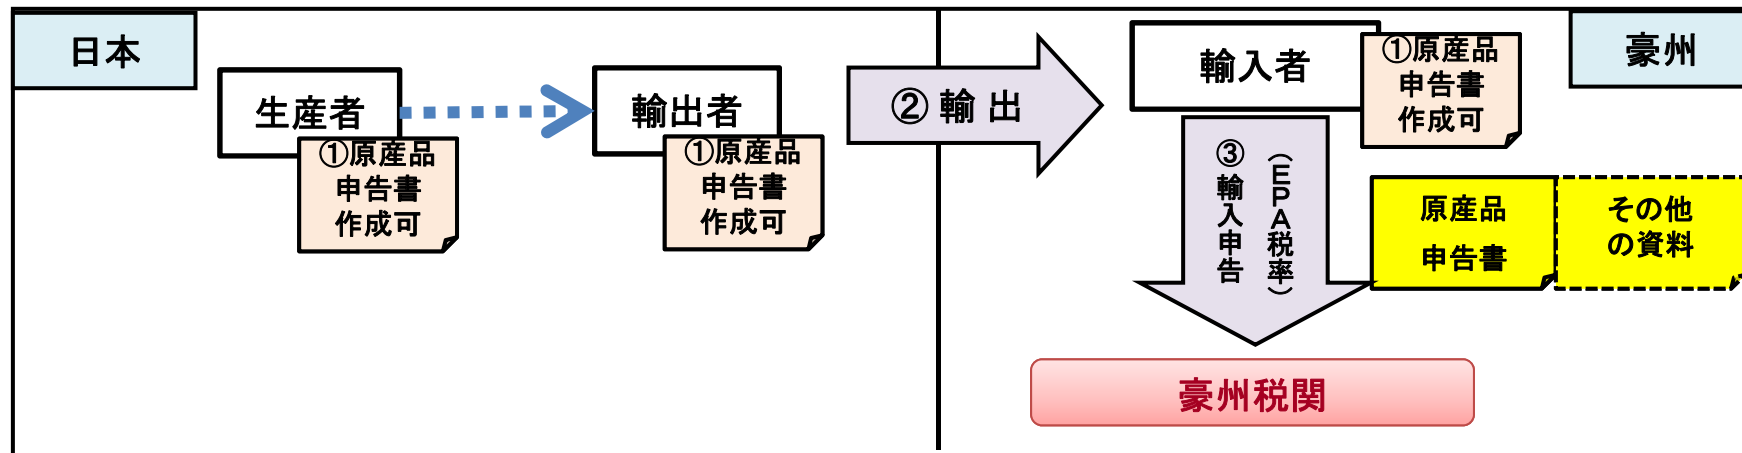 日本
生産者
①原産品
申告書
作成可
輸出者
①原産品
申告書
作成可
②輸 出
輸入者
①原産品
申告書
作成可
豪州
③輸入申告
（ＥＰＡ税率）
原産品
申告書
その他
の資料
豪州税関